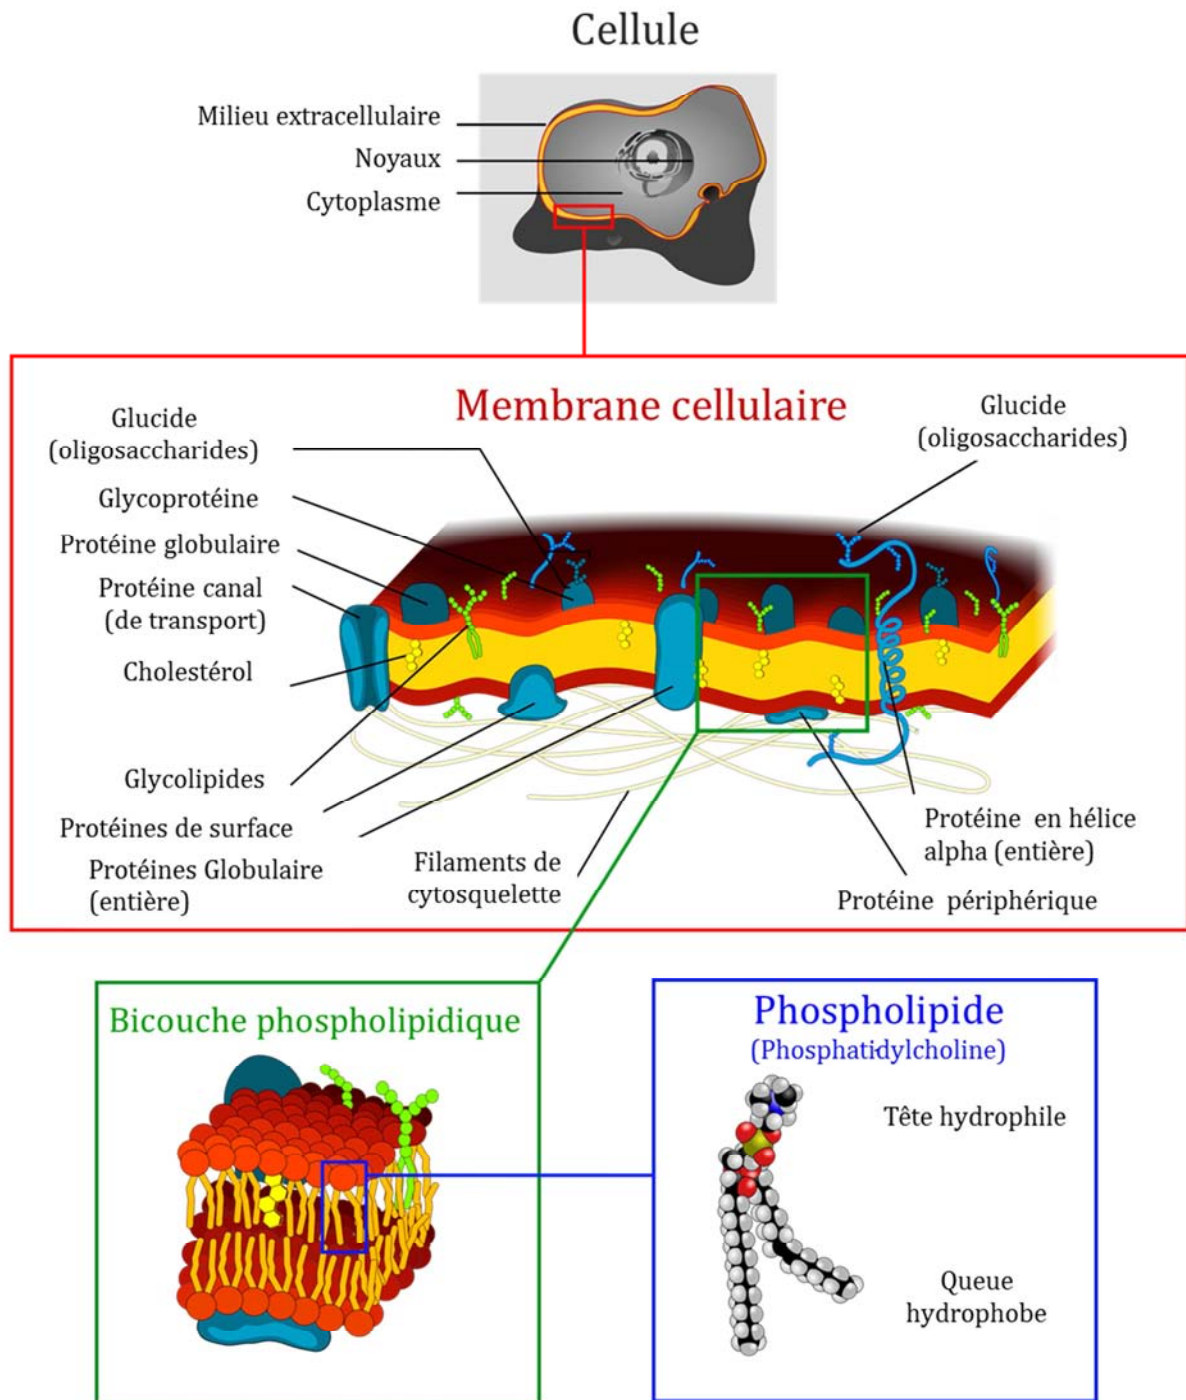 Cellule
Milieu extracellulaire
Noyaux
Cytoplasme
Membrane cellulaire
Glucide
(oligosaccharides)
Glycoprotéine
Protéine globulaire
Protéine canal
(de transport)
Cholestérol
Glycolipides
Protéines de surface
Protéines Globulaire
(entière)
Filaments de
cytosquelette
Glucide
(oligosaccharides)
Protéine en hélice
alpha (entière)
Protéine périphérique
Bicouche phospholipidique
Phospholipide
(Phosphatidylcholine)
Tête hydrophile
Queue
hydrophobe